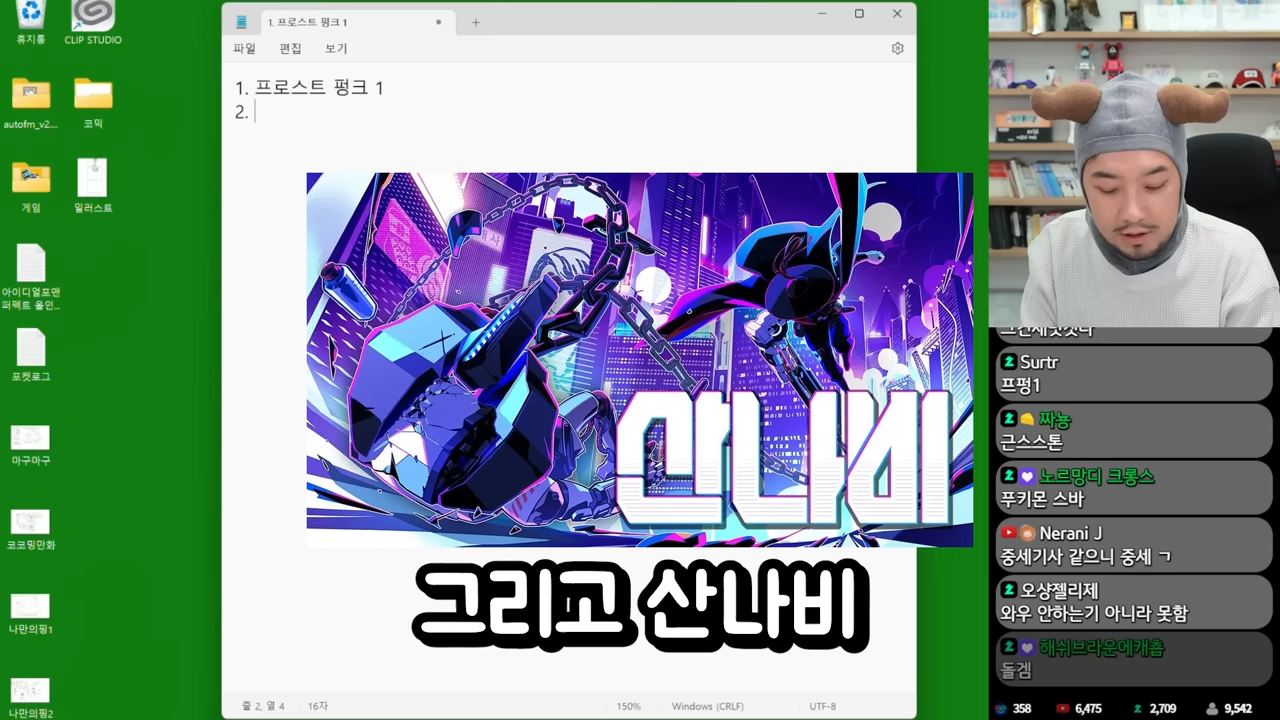 휴지통
CLIP STUDIO
autofm_v2....
코믹
게임
일러스트
아이디얼포맨
퍼펙트 올인...
포켓로그
마구마구
코코밍만화
나만의핑1
나만의핑2
1. 프로스트 펑크 1
파일 편집 보기
1. 프로스트 펑크 1
2.
산나비
그리고 산나비
줄 2, 열 4 16자 150% Windows (CRLF) UTF-8
Surtr
프펑1
짜뇽
근스스톤
노르망디 크롱스
푸키몬 스바
Nerani J
중세기사 같으니 중세 ㄱ
오샹젤리제
와우 안하는기 아니라 못함
해쉬브라운에캐춉
돌겜
358 6,475 2,709 9,542